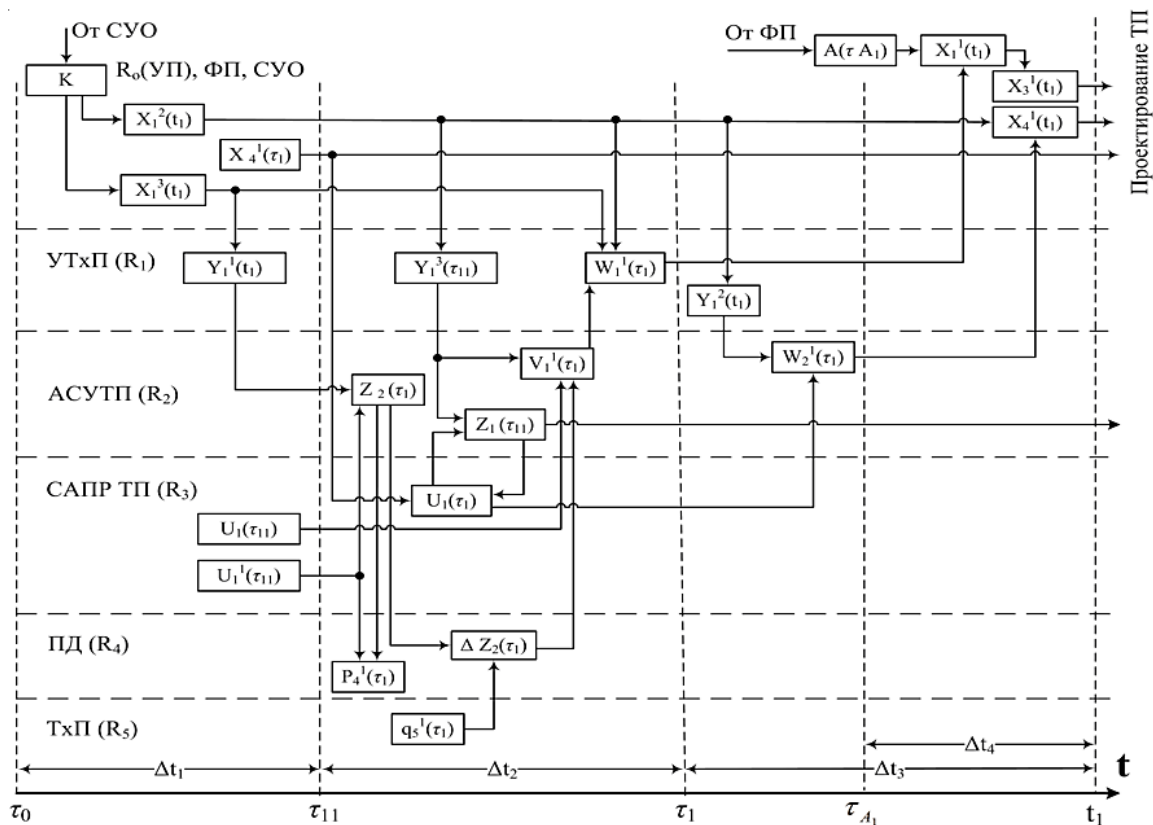 От СУО
От ФП
A(τ A₁)
X₁¹(t₁)
K
Rₒ(УП), ФП, СУО
X₃¹(t₁)
X₁²(t₁)
X₄¹(t₁)
X ₄¹(τ₁)
X₁³(t₁)
Проектирование ТП
УТхП (R₁)
Y₁¹(t₁)
Y₁³(τ₁₁)
W₁¹(τ₁)
Y₁²(t₁)
V₁¹(τ₁)
W₂¹(τ₁)
АСУТП (R₂)
Z ₂(τ₁)
Z₁(τ₁₁)
САПР ТП (R₃)
U₁(τ₁)
U₁(τ₁₁)
U₁¹(τ₁₁)
ПД (R₄)
Δ Z₂(τ₁)
P₄¹(τ₁)
ТхП (R₅)
q₅¹(τ₁)
Δt₄
Δt₁
Δt₂
Δt₃
t
τ₀
τ₁₁
τ₁
τ_A₁
t₁